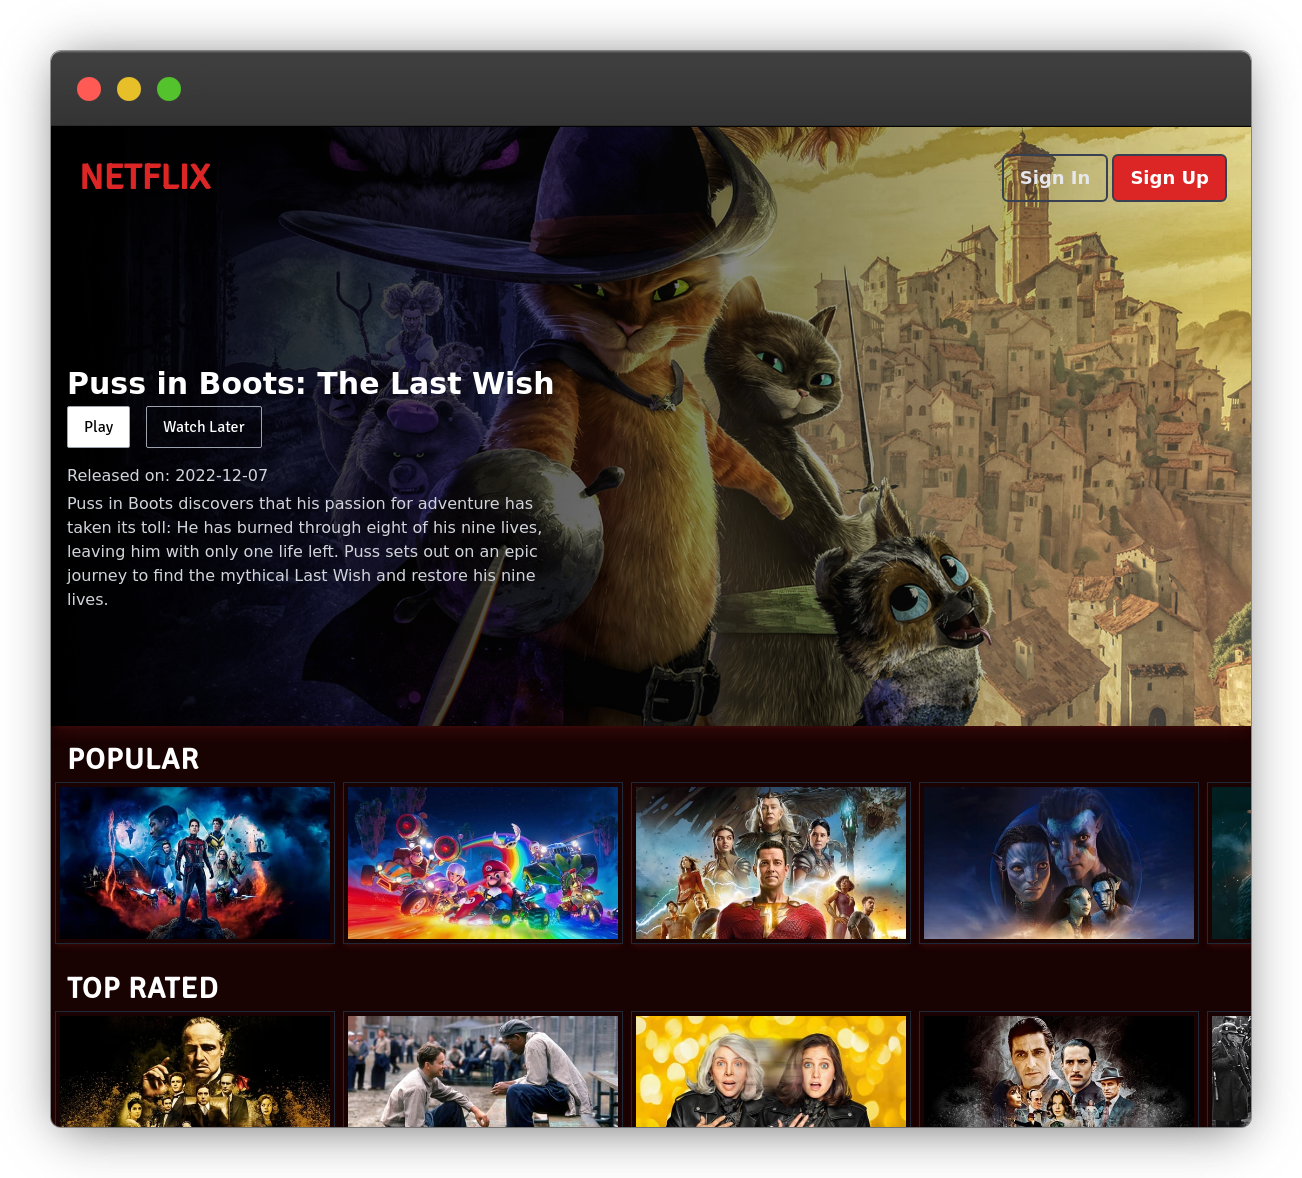 NETFLIX
Sign In
Sign Up
Puss in Boots: The Last Wish
Play
Watch Later
Released on: 2022-12-07
Puss in Boots discovers that his passion for adventure has
taken its toll: He has burned through eight of his nine lives,
leaving him with only one life left. Puss sets out on an epic
journey to find the mythical Last Wish and restore his nine
lives.
POPULAR
TOP RATED